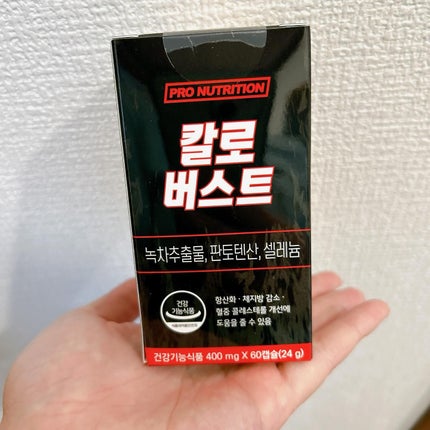 PRO NUTRITION
칼로
버스트
녹차추출물, 판토텐산, 셀레늄
건강
기능식품
항산화 · 체지방 감소 ·
혈중 콜레스테롤 개선에
도움을 줄 수 있음
건강기능식품 400 mg X 60캡슐(24 g)